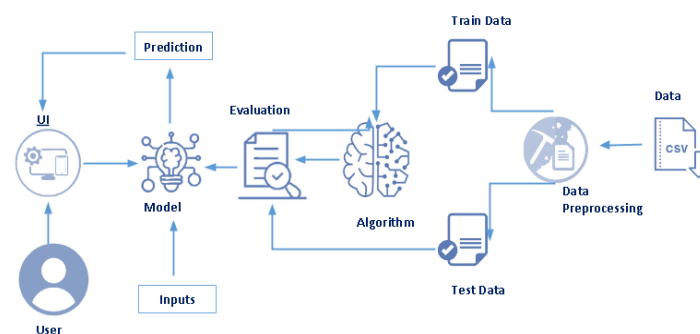 Train Data
Prediction
Evaluation
Data
UI
CSV
Model
Data
Preprocessing
Algorithm
Inputs
Test Data
User